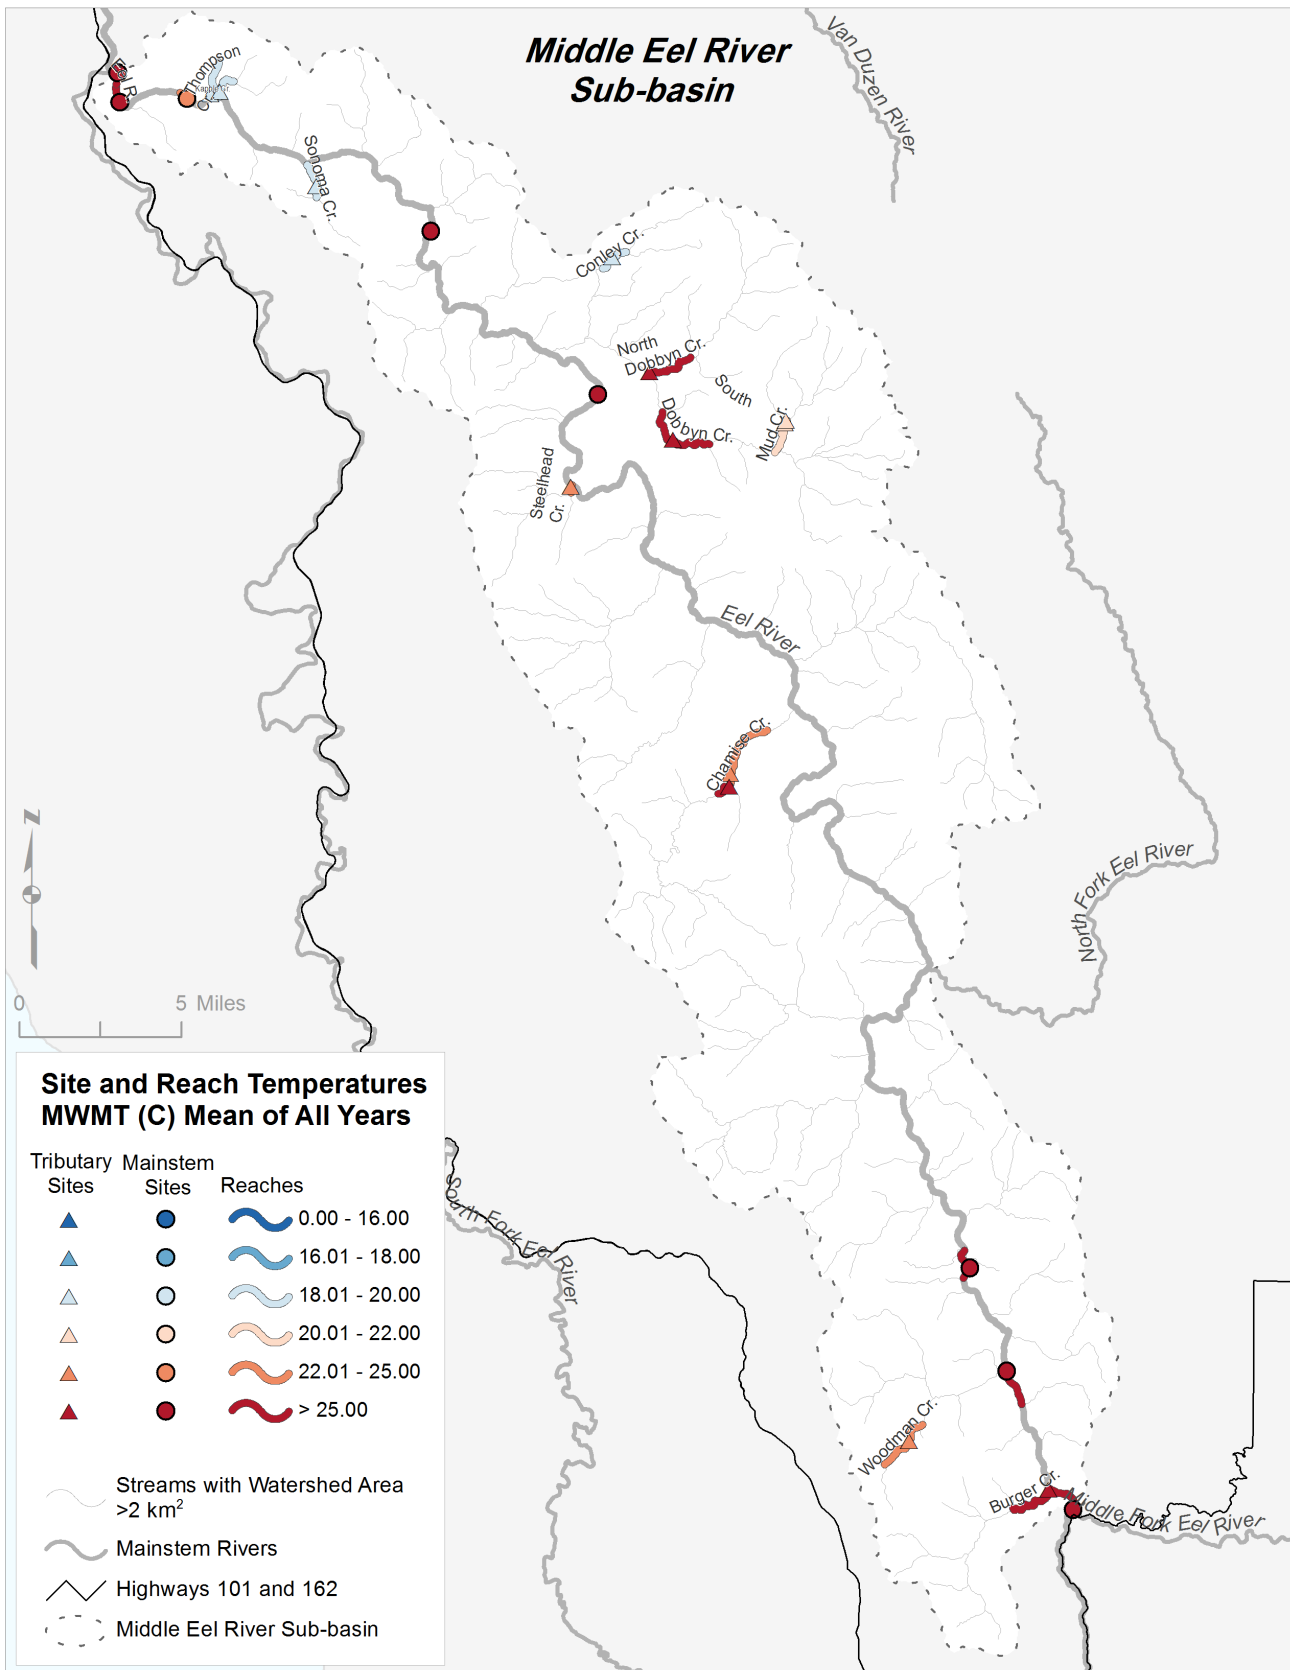 Middle Eel River
Sub-basin
Van Duzen River
Eel R.
Thompson
Cr.
Sonoma Cr.
Conley Cr.
North
Dobbyn Cr.
South
Dobbyn Cr.
Mud Cr.
Steelhead
Cr.
Eel River
Chamise Cr.
North Fork Eel River
N
0 5 Miles
Site and Reach Temperatures
MWMT (C) Mean of All Years
Tributary Mainstem
Sites Sites Reaches
0.00 - 16.00
16.01 - 18.00
18.01 - 20.00
20.01 - 22.00
22.01 - 25.00
> 25.00
Streams with Watershed Area
>2 km²
Mainstem Rivers
Highways 101 and 162
Middle Eel River Sub-basin
South Fork Eel River
Woodman Cr.
Burger Cr.
Middle Fork Eel River